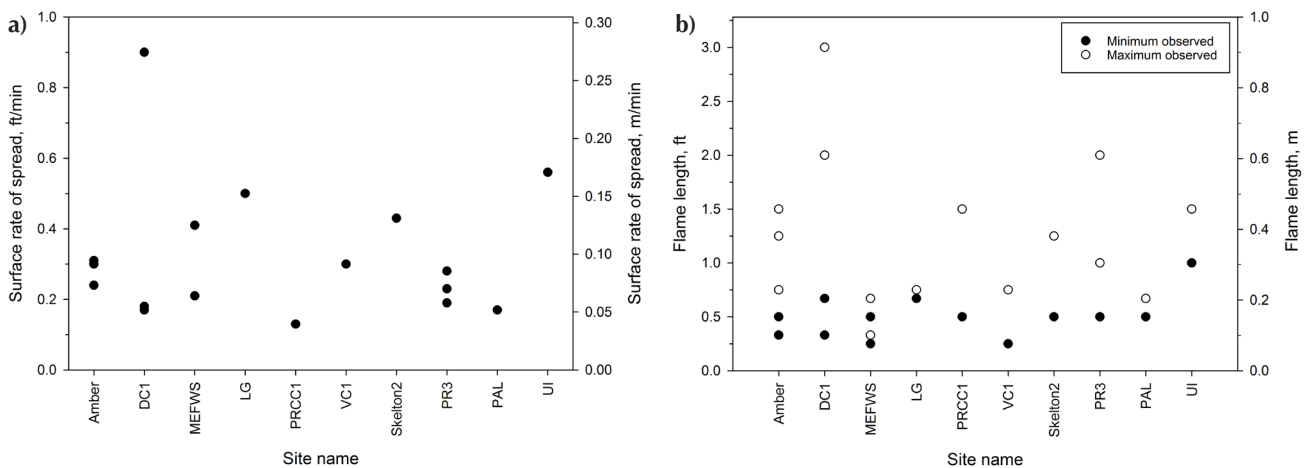 a)
Surface rate of spread, ft/min
1.0
0.8
0.6
0.4
0.2
0.0
0.30
0.25
0.20
0.15
0.10
0.05
0.00
Surface rate of spread, m/min
Amber
DC1
MEFWS
LG
PRCC1
VC1
Skelton2
PR3
PAL
UI
Site name
b)
Flame length, ft
3.0
2.5
2.0
1.5
1.0
0.5
0.0
Minimum observed
Maximum observed
1.0
0.8
0.6
0.4
0.2
0.0
Flame length, m
Amber
DC1
MEFWS
LG
PRCC1
VC1
Skelton2
PR3
PAL
UI
Site name